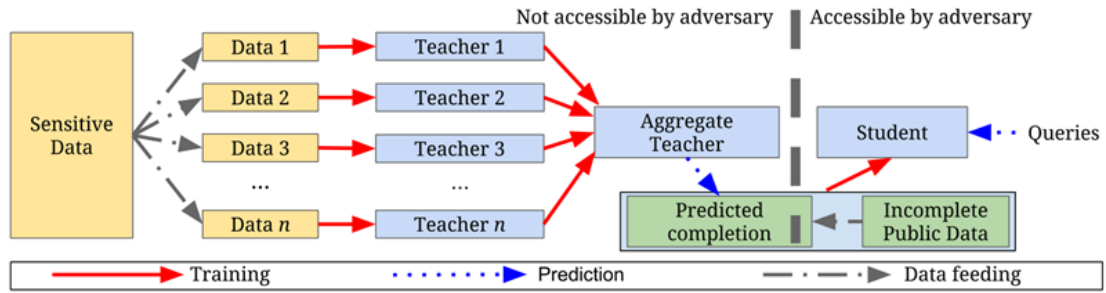 Not accessible by adversary
Accessible by adversary
Sensitive
Data
Data 1
Teacher 1
Data 2
Teacher 2
Data 3
Teacher 3
...
...
Data n
Teacher n
Aggregate
Teacher
Student
Queries
Predicted
completion
Incomplete
Public Data
Training
Prediction
Data feeding